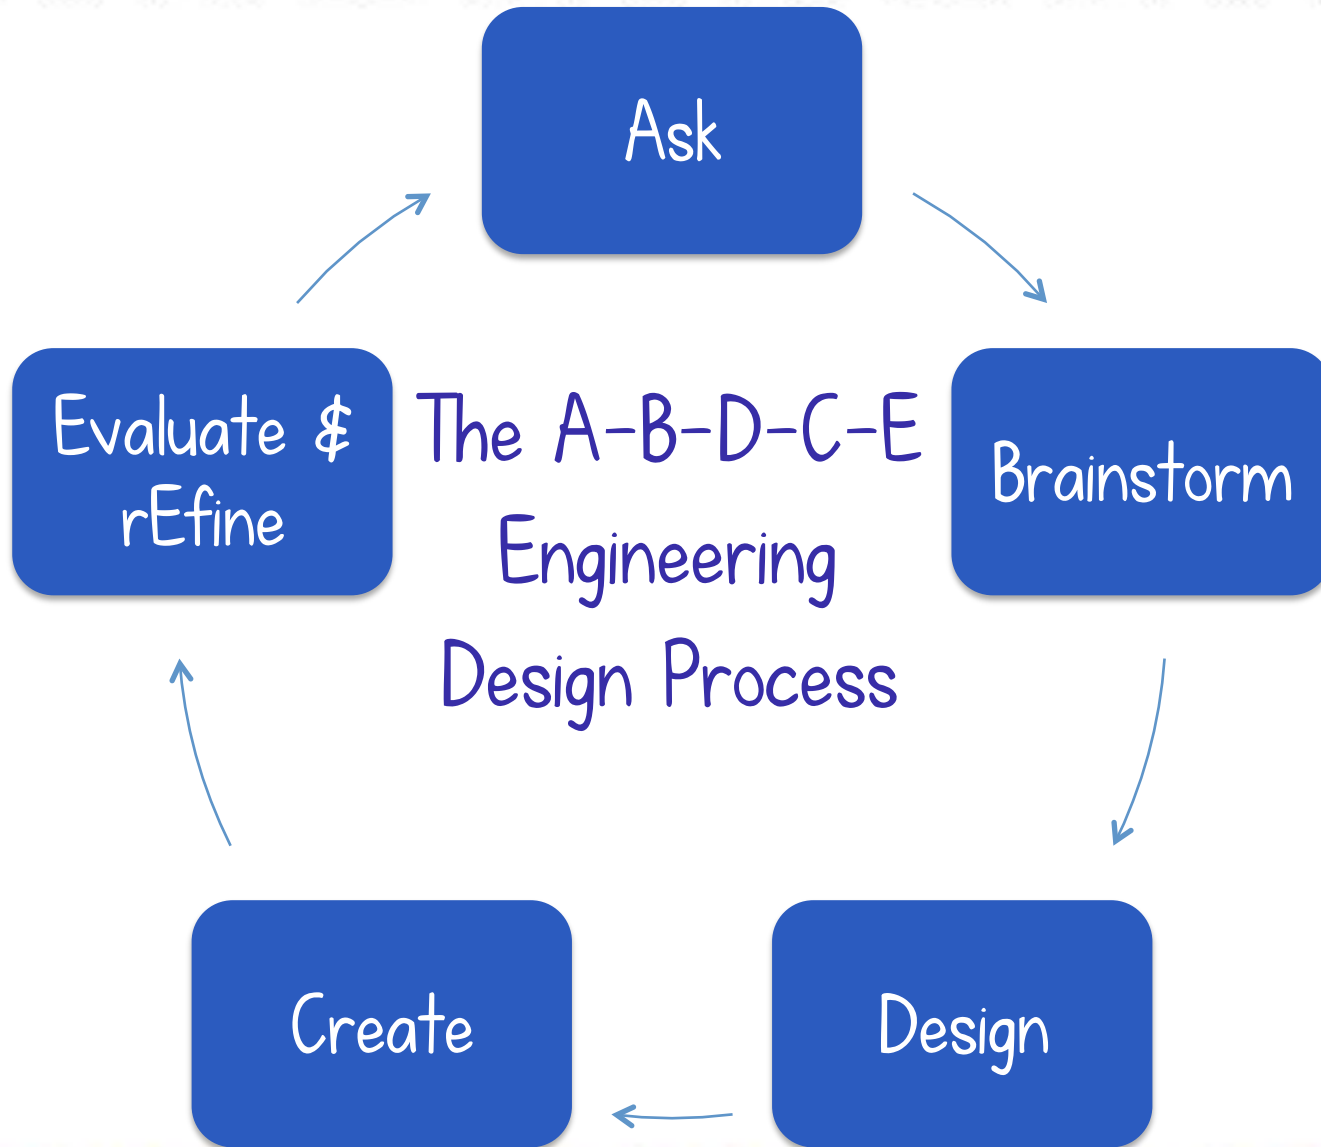 Ask
Evaluate &
rEfine
The A-B-D-C-E
Engineering
Design Process
Brainstorm
Create
Design